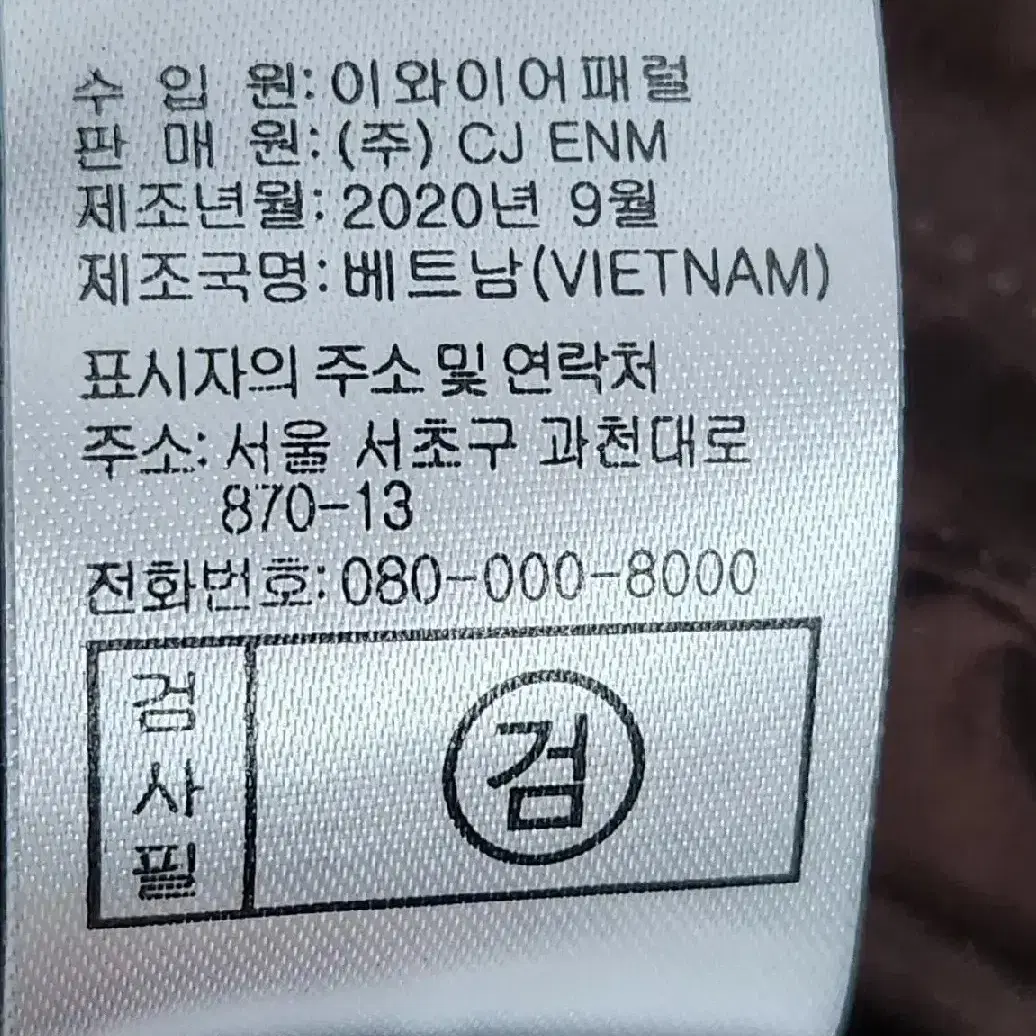 수 입 원: 이와이어패럴
판 매 원: (주) CJ ENM
제조년월: 2020년 9월
제조국명: 베트남(VIETNAM)
표시자의 주소 및 연락처
주소: 서울 서초구 과천대로
870-13
전화번호: 080-000-8000
검사필
검